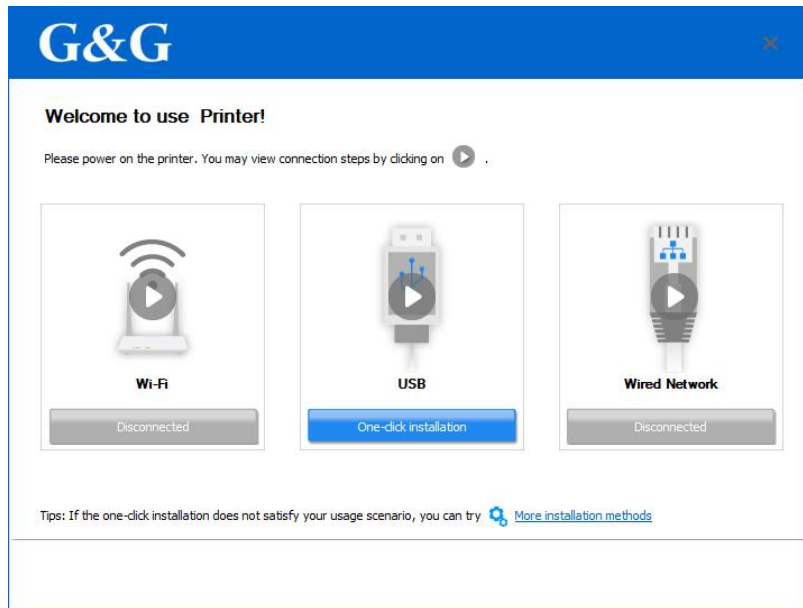 G&G
Welcome to use Printer!
Please power on the printer. You may view connection steps by clicking on .
Wi-Fi
Disconnected
USB
One-click installation
Wired Network
Disconnected
Tips: If the one-click installation does not satisfy your usage scenario, you can try More installation methods